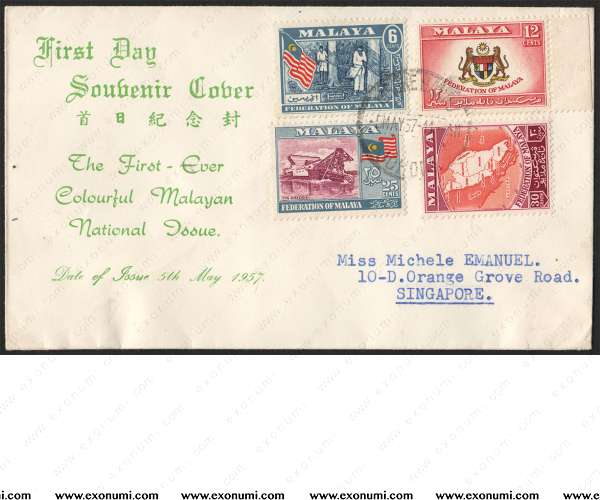 First Day
Souvenir Cover
首日紀念封
The First-Ever
Colourful Malayan
National Issue.
Date of Issue 5th May 1957.
MALAYA
6
CENTS
FEDERATION OF MALAYA
MALAYA
12
CENTS
FEDERATION OF MALAYA
MALAYA
25
CENTS
FEDERATION OF MALAYA
MALAYA
30
FEDERATION OF MALAYA
Miss Michele EMANUEL.
10-D.Orange Grove Road.
SINGAPORE.
www.exonumi.com
www.exonumi.com
www.exonumi.com
www.exonumi.com